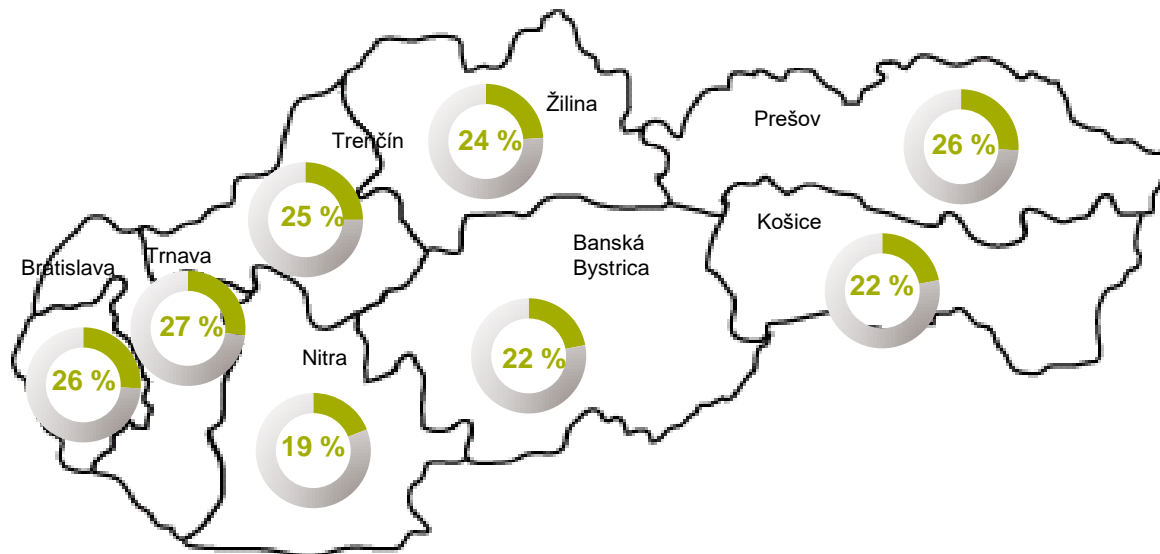 Žilina
24 %
Prešov
26 %
Trenčín
25 %
Košice
22 %
Banská
Bystrica
22 %
Trnava
27 %
Bratislava
26 %
Nitra
19 %